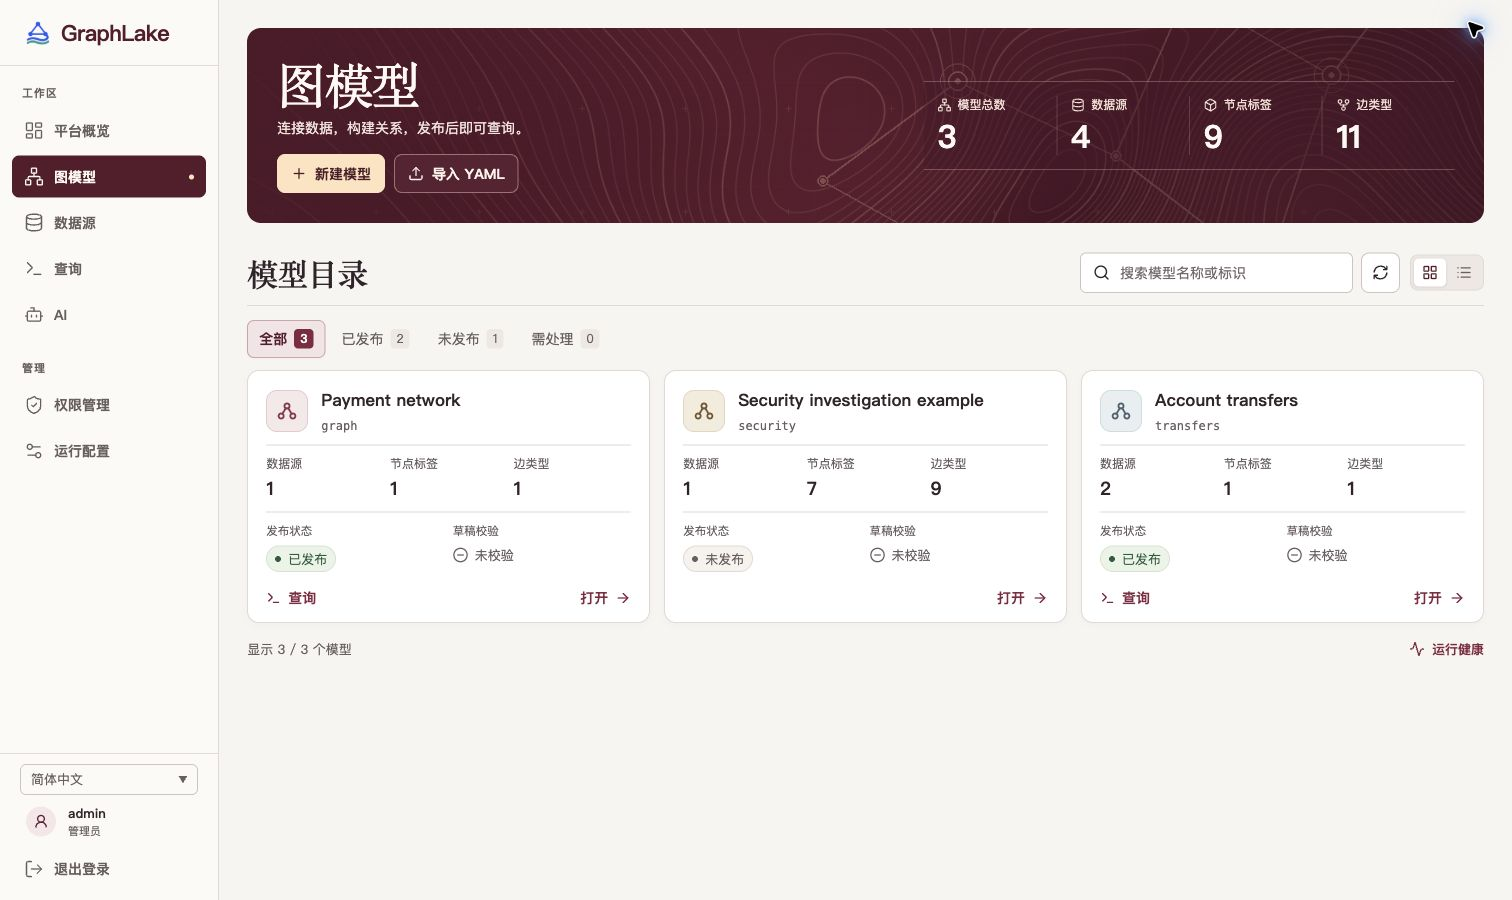 GraphLake
工作区
平台概览
图模型
数据源
查询
AI
管理
权限管理
运行配置
简体中文
admin
管理员
退出登录
图模型
连接数据，构建关系，发布后即可查询。
新建模型
导入 YAML
模型总数
3
数据源
4
节点标签
9
边类型
11
模型目录
搜索模型名称或标识
全部 3
已发布 2
未发布 1
需处理 0
Payment network
graph
数据源 节点标签 边类型
1 1 1
发布状态 草稿校验
已发布 未校验
查询 打开
Security investigation example
security
数据源 节点标签 边类型
1 7 9
发布状态 草稿校验
未发布 未校验
打开
Account transfers
transfers
数据源 节点标签 边类型
2 1 1
发布状态 草稿校验
已发布 未校验
查询 打开
显示 3 / 3 个模型
运行健康